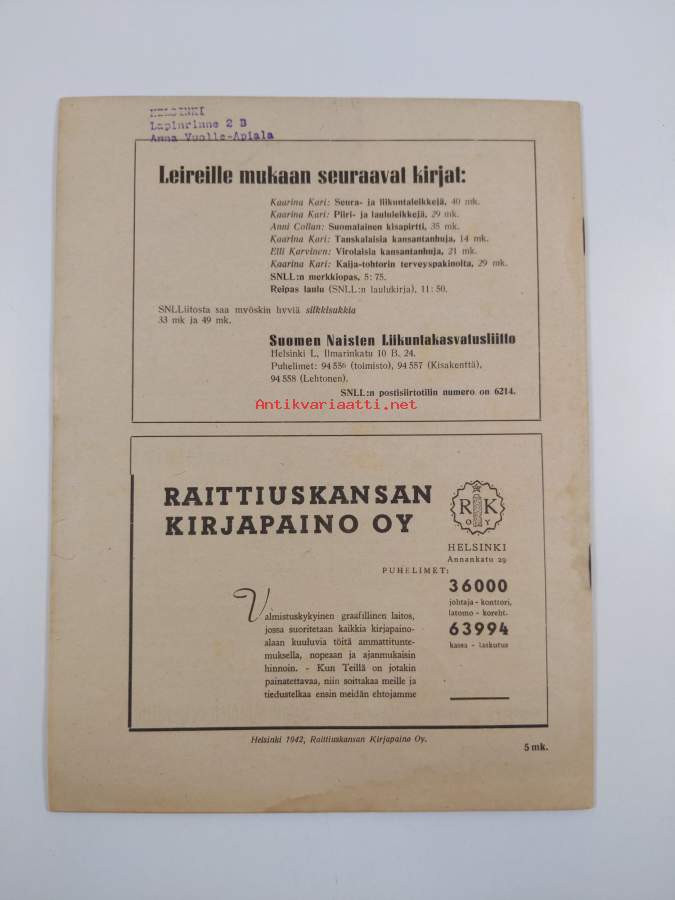 HELSINKI
Lapinrinne 2 B
Anna Vuolle-Apiala
Leireille mukaan seuraavat kirjat:
Kaarina Kari: Seura- ja liikuntaleikkejä, 40 mk.
Kaarina Kari: Piiri- ja laululeikkejä, 29 mk.
Anni Collan: Suomalainen kisapirtti, 35 mk.
Kaarina Kari: Tanskalaisia kansantanhuja, 14 mk.
Elli Karvinen: Virolaisia kansantanhuja, 21 mk.
Kaarina Kari: Kaija-tohtorin terveyspakinoita, 29 mk.
SNLL:n merkkiopas, 5:75.
Reipas laulu (SNLL:n laulukirja), 11:50.
SNLLiitosta saa myöskin hyviä silkkisukkia
33 mk ja 49 mk.
Suomen Naisten Liikuntakasvatusliitto
Helsinki L. Ilmarinkatu 10 B. 24.
Puhelimet: 94 556 (toimisto), 94 557 (Kisakenttä),
94 558 (Lehtonen).
SNLL:n postisiirtotilin numero on 6214.
Antikvariaatti.net
RAITTIUSKANSAN
KIRJAPAINO OY
R K
O Y
HELSINKI
Annankatu 29
PUHELIMET:
36000
johtaja - konttori,
latomo - koreht.
63994
kassa - laskutus
Valmistuskykyinen graafillinen laitos,
jossa suoritetaan kaikkia kirjapaino-
alaan kuuluvia töitä ammattitunte-
muksella, nopeaan ja ajanmukaisin
hinnoin. - Kun Teillä on jotakin
painatettavaa, niin soittakaa meille ja
tiedustelkaa ensin meidän ehtojamme
Helsinki 1942, Raittiuskansan Kirjapaino Oy.
5 mk.